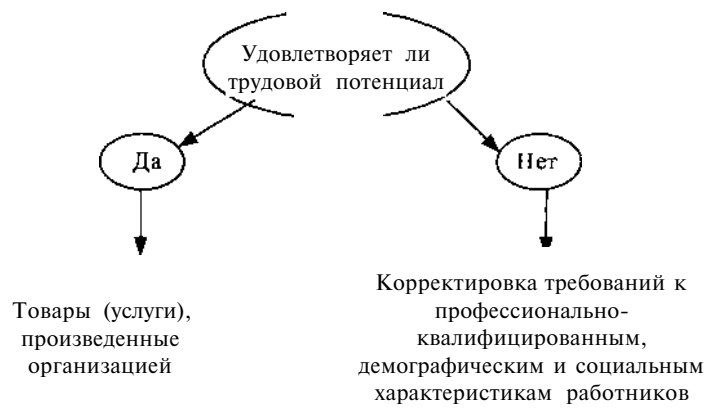 Удовлетворяет ли
трудовой потенциал
Да
Нет
Товары (услуги),
произведенные
организацией
Корректировка требований к
профессионально-
квалифицированным,
демографическим и социальным
характеристикам работников